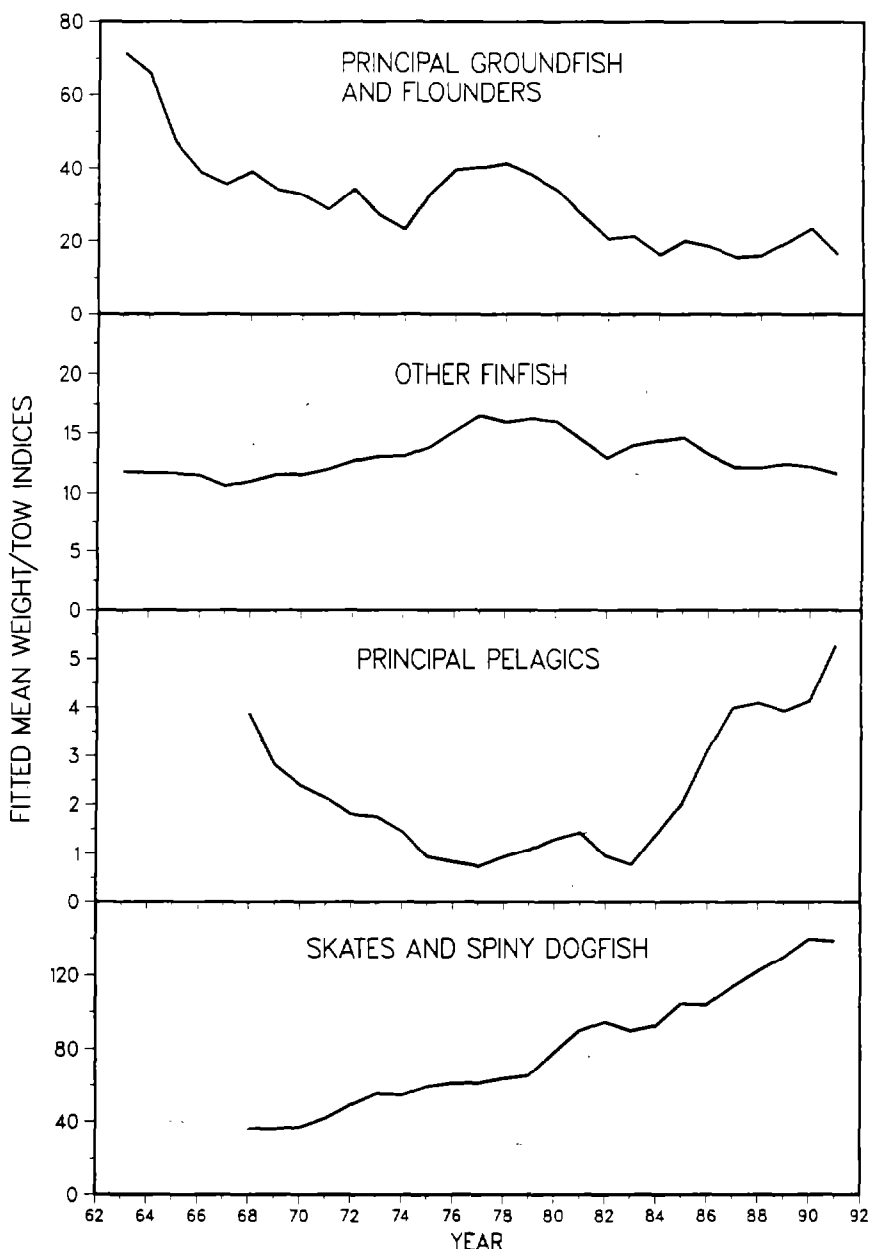 FITTED MEAN WEIGHT/TOW INDICES
80
60
40
20
0
PRINCIPAL GROUNDFISH
AND FLOUNDERS
20
15
10
5
0
OTHER FINFISH
5
4
3
2
1
0
PRINCIPAL PELAGICS
120
80
40
0
SKATES AND SPINY DOGFISH
62 64 66 68 70 72 74 76 78 80 82 84 86 88 90 92
YEAR